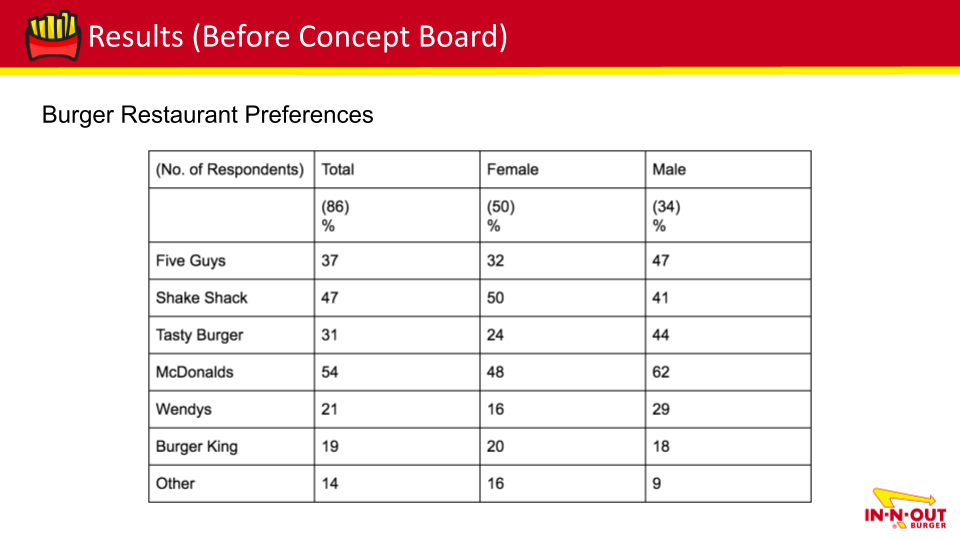 Results (Before Concept Board)
Burger Restaurant Preferences
(No. of Respondents) Total Female Male
(86) (50) (34)
% % %
Five Guys 37 32 47
Shake Shack 47 50 41
Tasty Burger 31 24 44
McDonalds 54 48 62
Wendys 21 16 29
Burger King 19 20 18
Other 14 16 9
IN-N-OUT
® BURGER